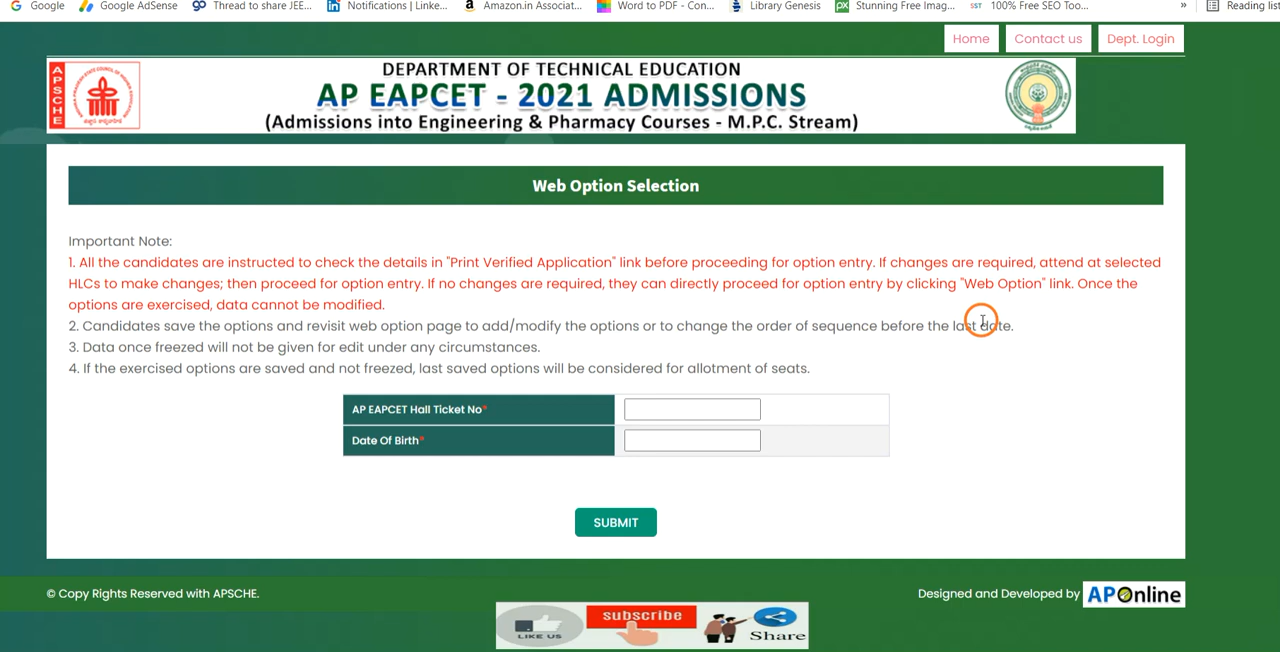 Google Google AdSense Thread to share JEE... Notifications | Linke... Amazon.in Associat... Word to PDF - Con... Library Genesis Stunning Free Imag... SST 100% Free SEO Too... » Reading list
Home Contact us Dept. Login
APSCHE
DEPARTMENT OF TECHNICAL EDUCATION
AP EAPCET - 2021 ADMISSIONS
(Admissions into Engineering & Pharmacy Courses - M.P.C. Stream)
Web Option Selection
Important Note:
1. All the candidates are instructed to check the details in "Print Verified Application" link before proceeding for option entry. If changes are required, attend at selected
HLCs to make changes; then proceed for option entry. If no changes are required, they can directly proceed for option entry by clicking "Web Option" link. Once the
options are exercised, data cannot be modified.
2. Candidates save the options and revisit web option page to add/modify the options or to change the order of sequence before the last date.
3. Data once freezed will not be given for edit under any circumstances.
4. If the exercised options are saved and not freezed, last saved options will be considered for allotment of seats.
AP EAPCET Hall Ticket No*
Date Of Birth*
SUBMIT
© Copy Rights Reserved with APSCHE.
Designed and Developed by APOnline
LIKE US
subscribe
Share